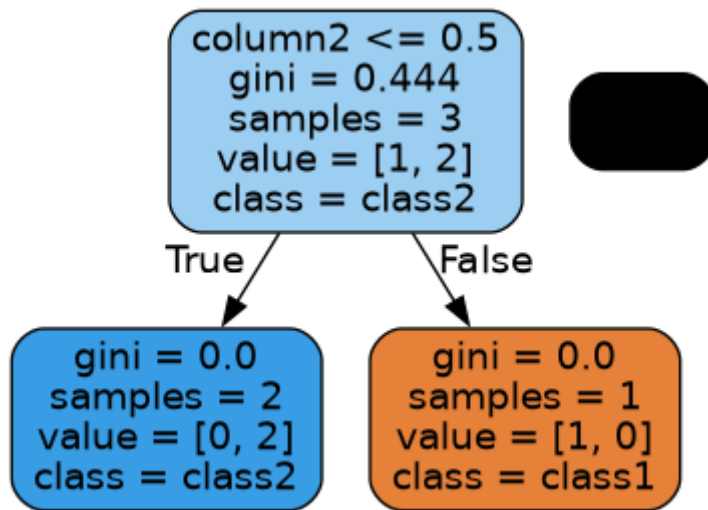 column2 <= 0.5
gini = 0.444
samples = 3
value = [1, 2]
class = class2
True
False
gini = 0.0
samples = 2
value = [0, 2]
class = class2
gini = 0.0
samples = 1
value = [1, 0]
class = class1